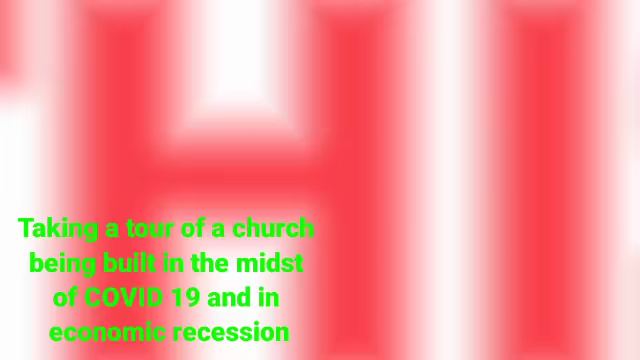 Taking a tour of a church
being built in the midst
of COVID 19 and in
economic recession